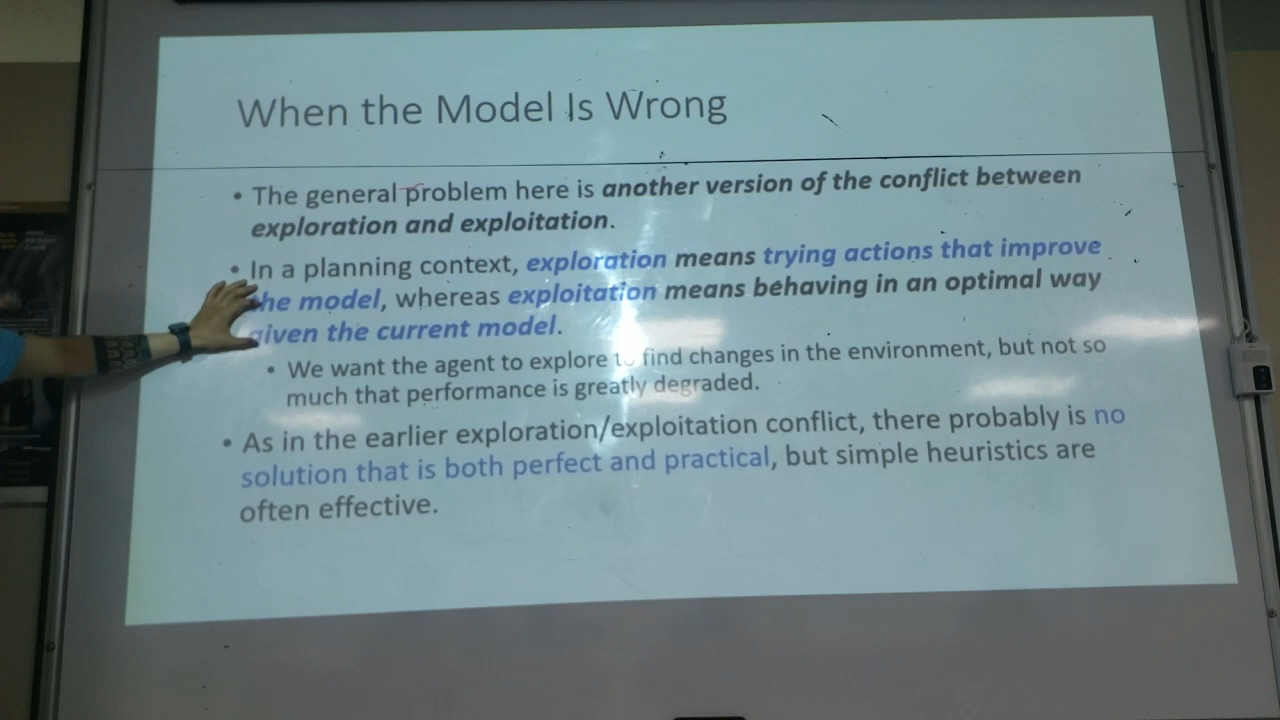 When the Model Is Wrong
• The general problem here is another version of the conflict between
exploration and exploitation.
• In a planning context, exploration means trying actions that improve
the model, whereas exploitation means behaving in an optimal way
given the current model.
• We want the agent to explore to find changes in the environment, but not so
much that performance is greatly degraded.
• As in the earlier exploration/exploitation conflict, there probably is no
solution that is both perfect and practical, but simple heuristics are
often effective.